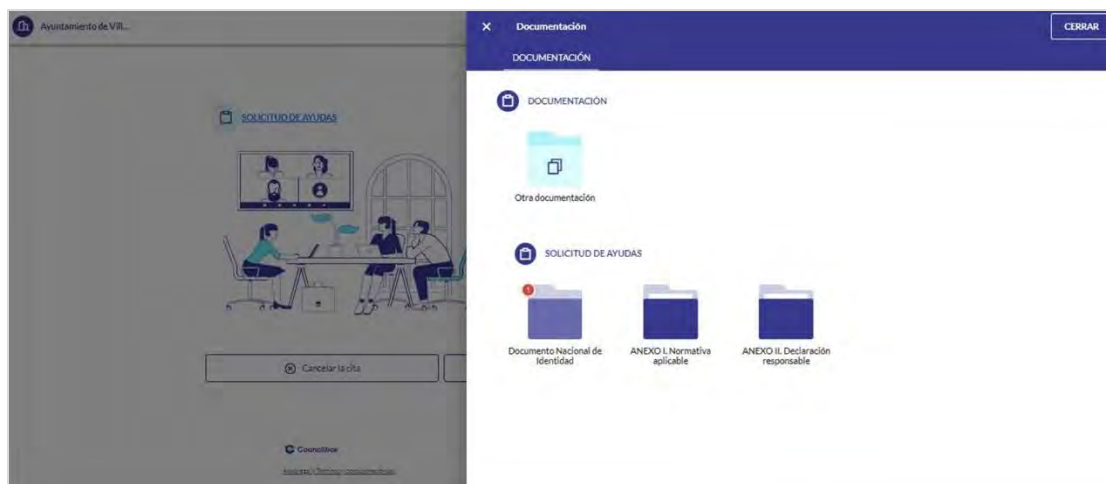 Ayuntamiento de Vill...
SOLICITUD DE AYUDAS
Cancelar la cita
Councilbox
Documentación
CERRAR
DOCUMENTACIÓN
DOCUMENTACIÓN
Otra documentación
SOLICITUD DE AYUDAS
Documento Nacional de
Identidad
ANEXO I. Normativa
aplicable
ANEXO II. Declaración
responsable